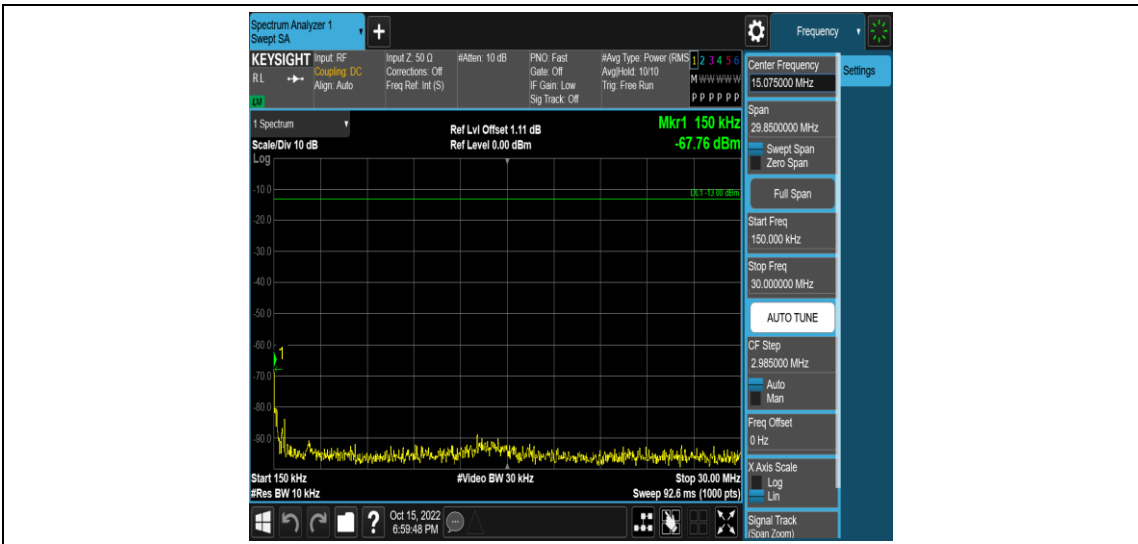 Spectrum Analyzer 1
Swept SA
+
Frequency
KEYSIGHT
RL
LXI
Input: RF
Coupling: DC
Align: Auto
Input Z: 50 Ω
Corrections: Off
Freq Ref: Int (S)
#Atten: 10 dB
PNO: Fast
Gate: Off
IF Gain: Low
Sig Track: Off
#Avg Type: Power (RMS
Avg|Hold: 10/10
Trig: Free Run
1 2 3 4 5 6
M W W W W W
P P P P P P
Center Frequency
15.075000 MHz
Settings
Span
29.8500000 MHz
Swept Span
Zero Span
Full Span
Start Freq
150.000 kHz
Stop Freq
30.000000 MHz
AUTO TUNE
CF Step
2.985000 MHz
Auto
Man
Freq Offset
0 Hz
X Axis Scale
Log
Lin
Signal Track
(Span Zoom)
1 Spectrum
Scale/Div 10 dB
Log
Ref Lvl Offset 1.11 dB
Ref Level 0.00 dBm
Mkr1 150 kHz
-67.76 dBm
DL1 -13.00 dBm
-10.0
-20.0
-30.0
-40.0
-50.0
-60.0
1
-70.0
-80.0
-90.0
Start 150 kHz
#Video BW 30 kHz
Stop 30.00 MHz
#Res BW 10 kHz
Sweep 92.6 ms (1000 pts)
?
Oct 15, 2022
6:59:48 PM